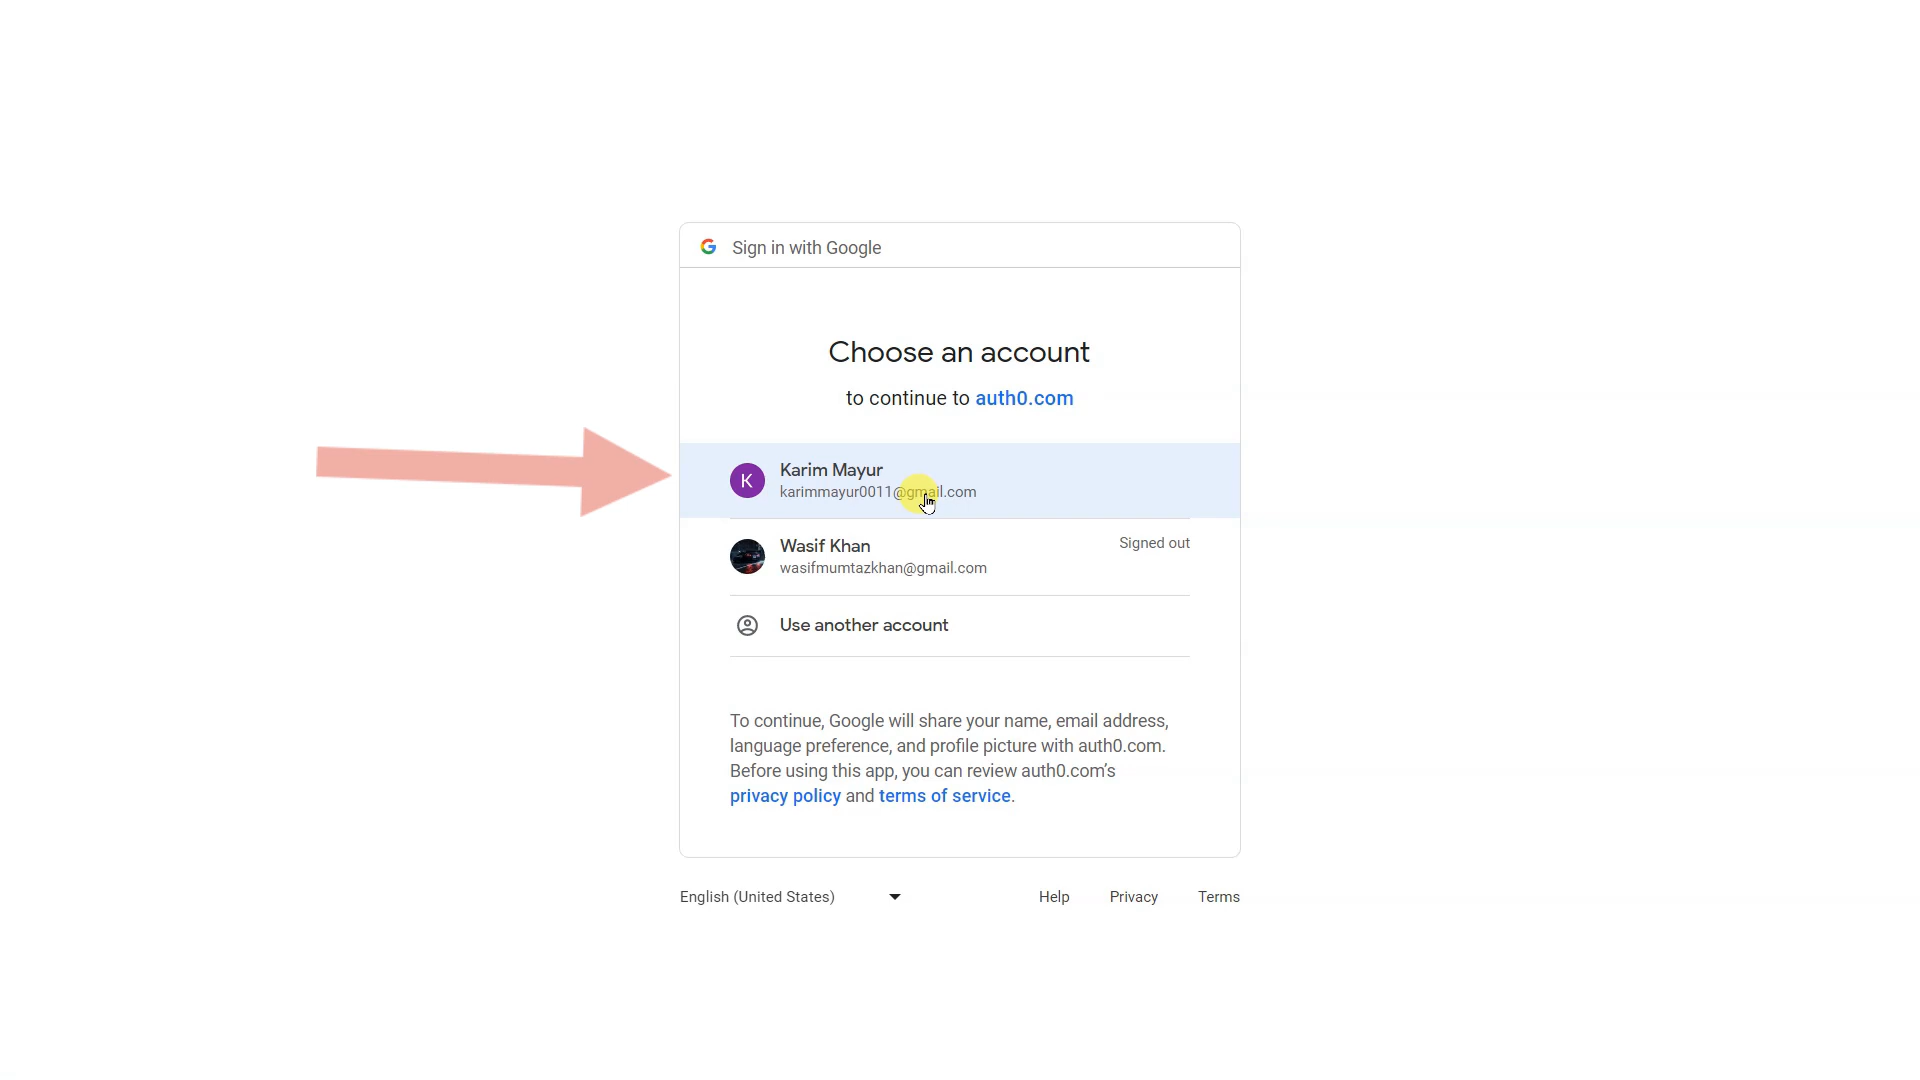 Sign in with Google
Choose an account
to continue to auth0.com
K
Karim Mayur
karimmayur0011@gmail.com
Wasif Khan
Signed out
wasifmumtazkhan@gmail.com
Use another account
To continue, Google will share your name, email address,
language preference, and profile picture with auth0.com.
Before using this app, you can review auth0.com’s
privacy policy and terms of service.
English (United States)
Help
Privacy
Terms